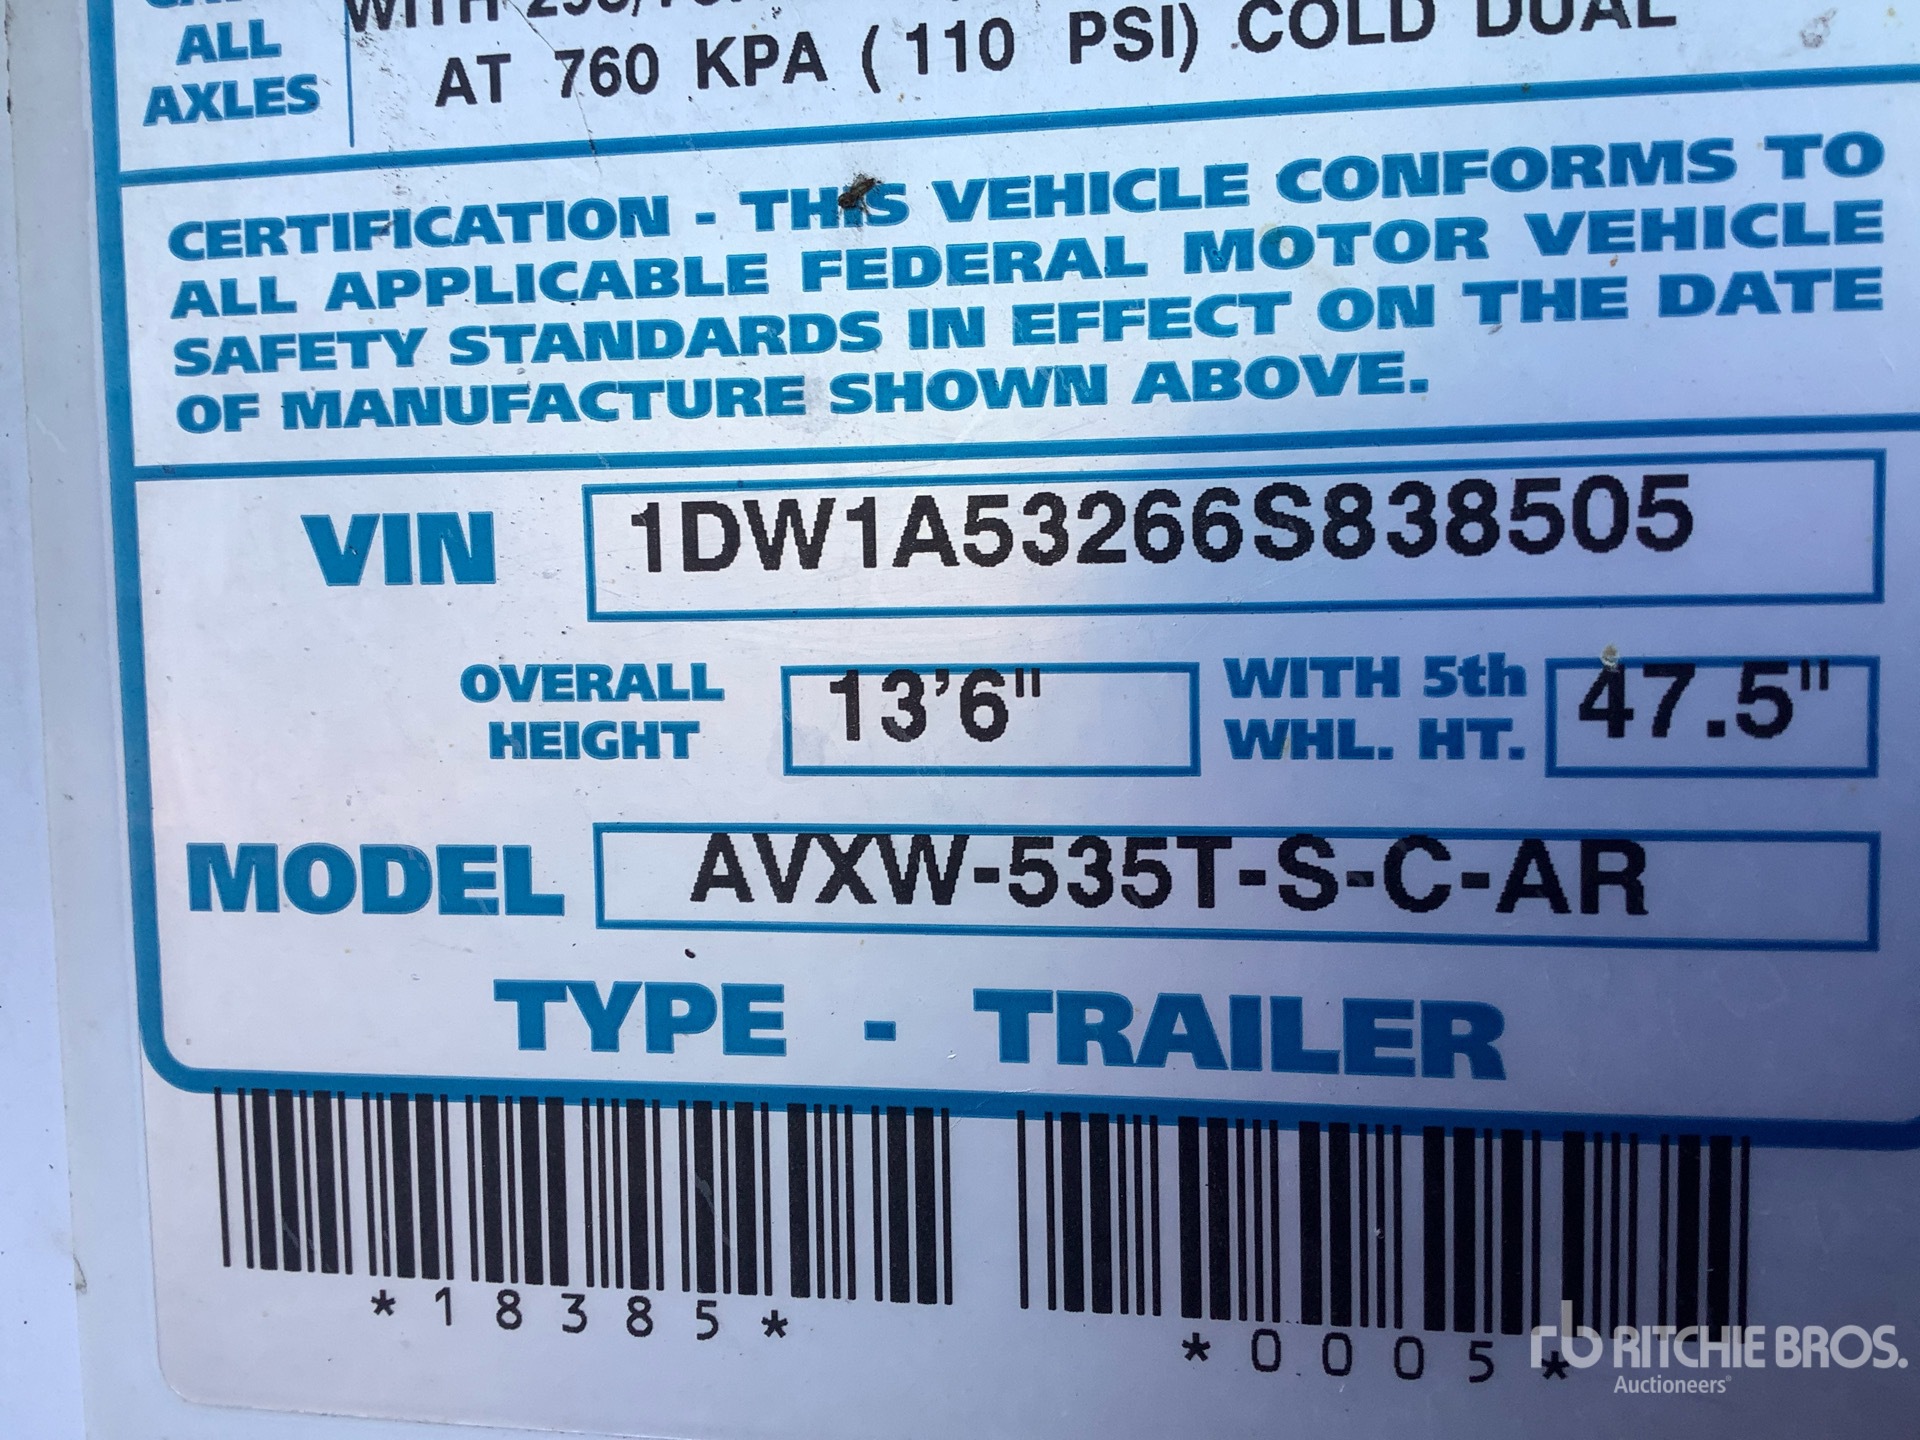 ALL
AXLES
AT 760 KPA ( 110 PSI) COLD DUAL
CERTIFICATION - THIS VEHICLE CONFORMS TO
ALL APPLICABLE FEDERAL MOTOR VEHICLE
SAFETY STANDARDS IN EFFECT ON THE DATE
OF MANUFACTURE SHOWN ABOVE.
VIN 1DW1A53266S838505
OVERALL HEIGHT 13'6" WITH 5th WHL. HT. 47.5"
MODEL AVXW-535T-S-C-AR
TYPE - TRAILER
*18385*
*0005*
rb RITCHIE BROS.
Auctioneers